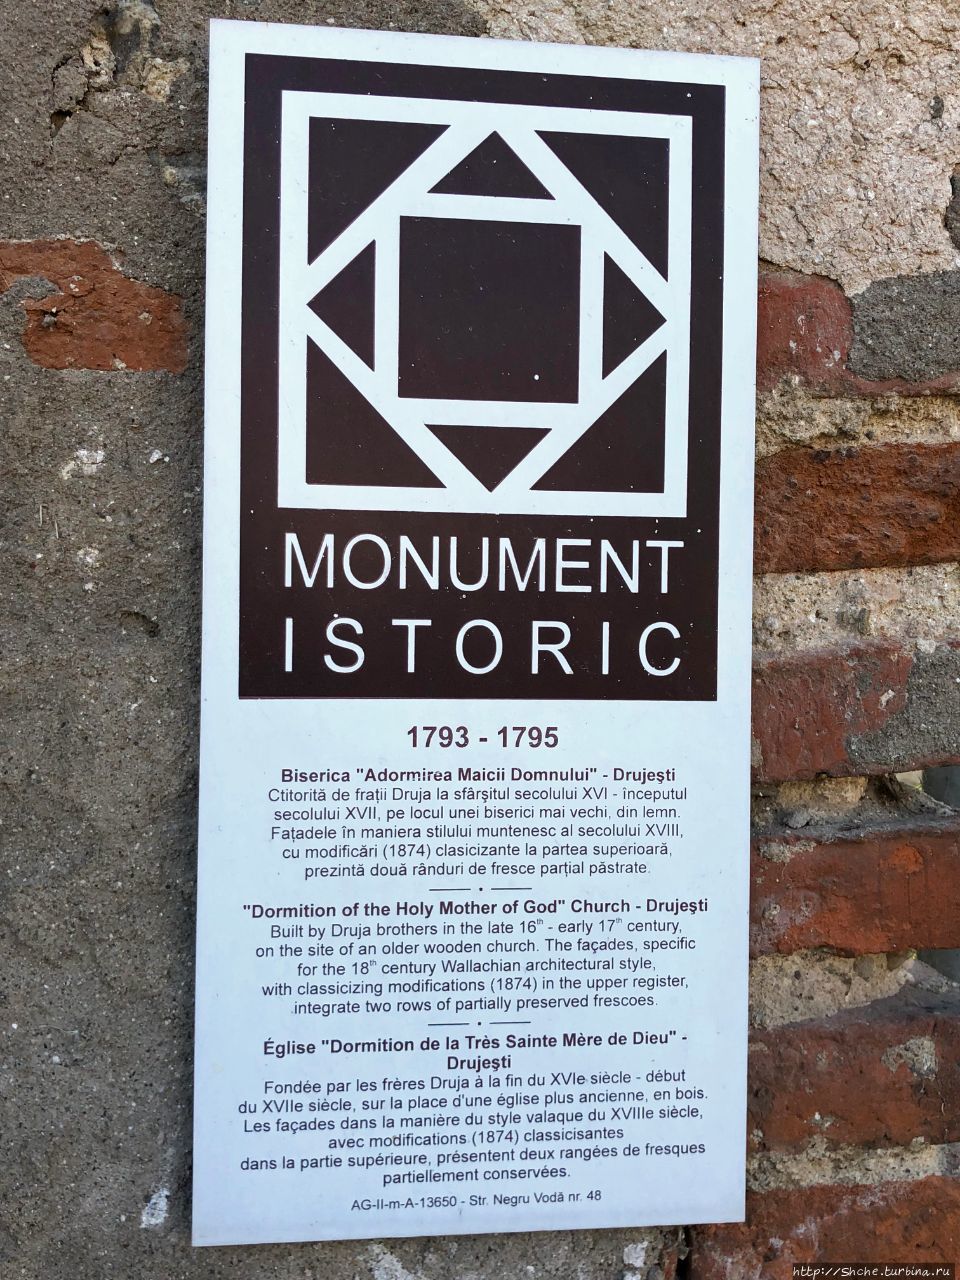 MONUMENT
ISTORIC
1793 - 1795
Biserica "Adormirea Maicii Domnului" - Drujeşti
Ctitorită de fraţii Druja la sfârşitul secolului XVI - începutul
secolului XVII, pe locul unei biserici mai vechi, din lemn.
Faţadele în maniera stilului muntenesc al secolului XVIII,
cu modificări (1874) clasicizante la partea superioară,
prezintă două rânduri de fresce parţial păstrate.
"Dormition of the Holy Mother of God" Church - Drujeşti
Built by Druja brothers in the late 16th - early 17th century,
on the site of an older wooden church. The façades, specific
for the 18th century Wallachian architectural style,
with classicizing modifications (1874) in the upper register,
integrate two rows of partially preserved frescoes.
Église "Dormition de la Très Sainte Mère de Dieu" -
Drujeşti
Fondée par les frères Druja à la fin du XVIe siècle - début
du XVIIe siècle, sur la place d'une église plus ancienne, en bois.
Les façades dans la manière du style valaque du XVIIIe siècle,
avec modifications (1874) classicisantes
dans la partie supérieure, présentent deux rangées de fresques
partiellement conservées.
AG-II-m-A-13650 - Str. Negru Vodă nr. 48
http://Shche.turbina.ru